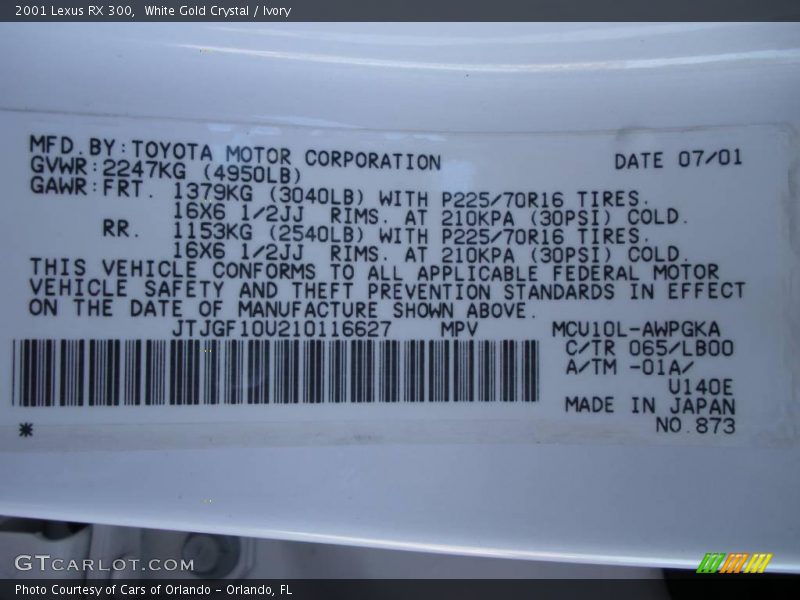 2001 Lexus RX 300,  White Gold Crystal / Ivory
MFD.BY:TOYOTA MOTOR CORPORATION DATE 07/01
GVWR:2247KG (4950LB)
GAWR:FRT. 1379KG (3040LB) WITH P225/70R16 TIRES.
16X6 1/2JJ RIMS. AT 210KPA (30PSI) COLD.
RR. 1153KG (2540LB) WITH P225/70R16 TIRES.
16X6 1/2JJ RIMS. AT 210KPA (30PSI) COLD.
THIS VEHICLE CONFORMS TO ALL APPLICABLE FEDERAL MOTOR
VEHICLE SAFETY AND THEFT PREVENTION STANDARDS IN EFFECT
ON THE DATE OF MANUFACTURE SHOWN ABOVE.
JTJGF10U210116627 MPV MCU10L-AWPGKA
C/TR 065/LB00
A/TM -01A/
U140E
MADE IN JAPAN
*
NO.873
GTCARLOT.COM
Photo Courtesy of Cars of Orlando - Orlando, FL